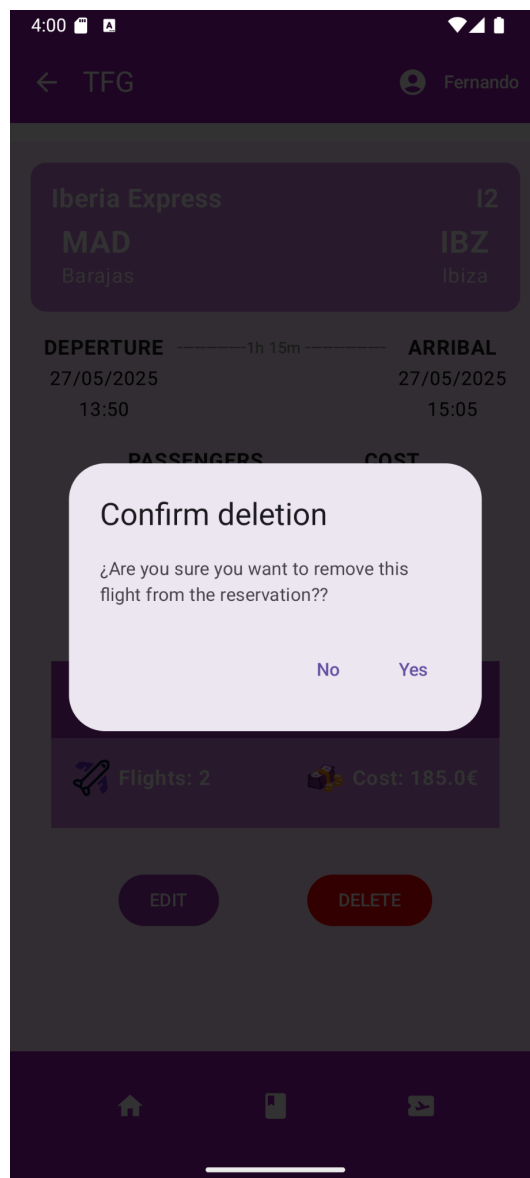 4:00
TFG Fernando
Iberia Express I2
MAD IBZ
Barajas Ibiza
DEPERTURE 1h 15m ARRIBAL
27/05/2025 27/05/2025
13:50 15:05
PASSENGERS COST
Confirm deletion
¿Are you sure you want to remove this
flight from the reservation??
No Yes
Flights: 2 Cost: 185.0€
EDIT DELETE